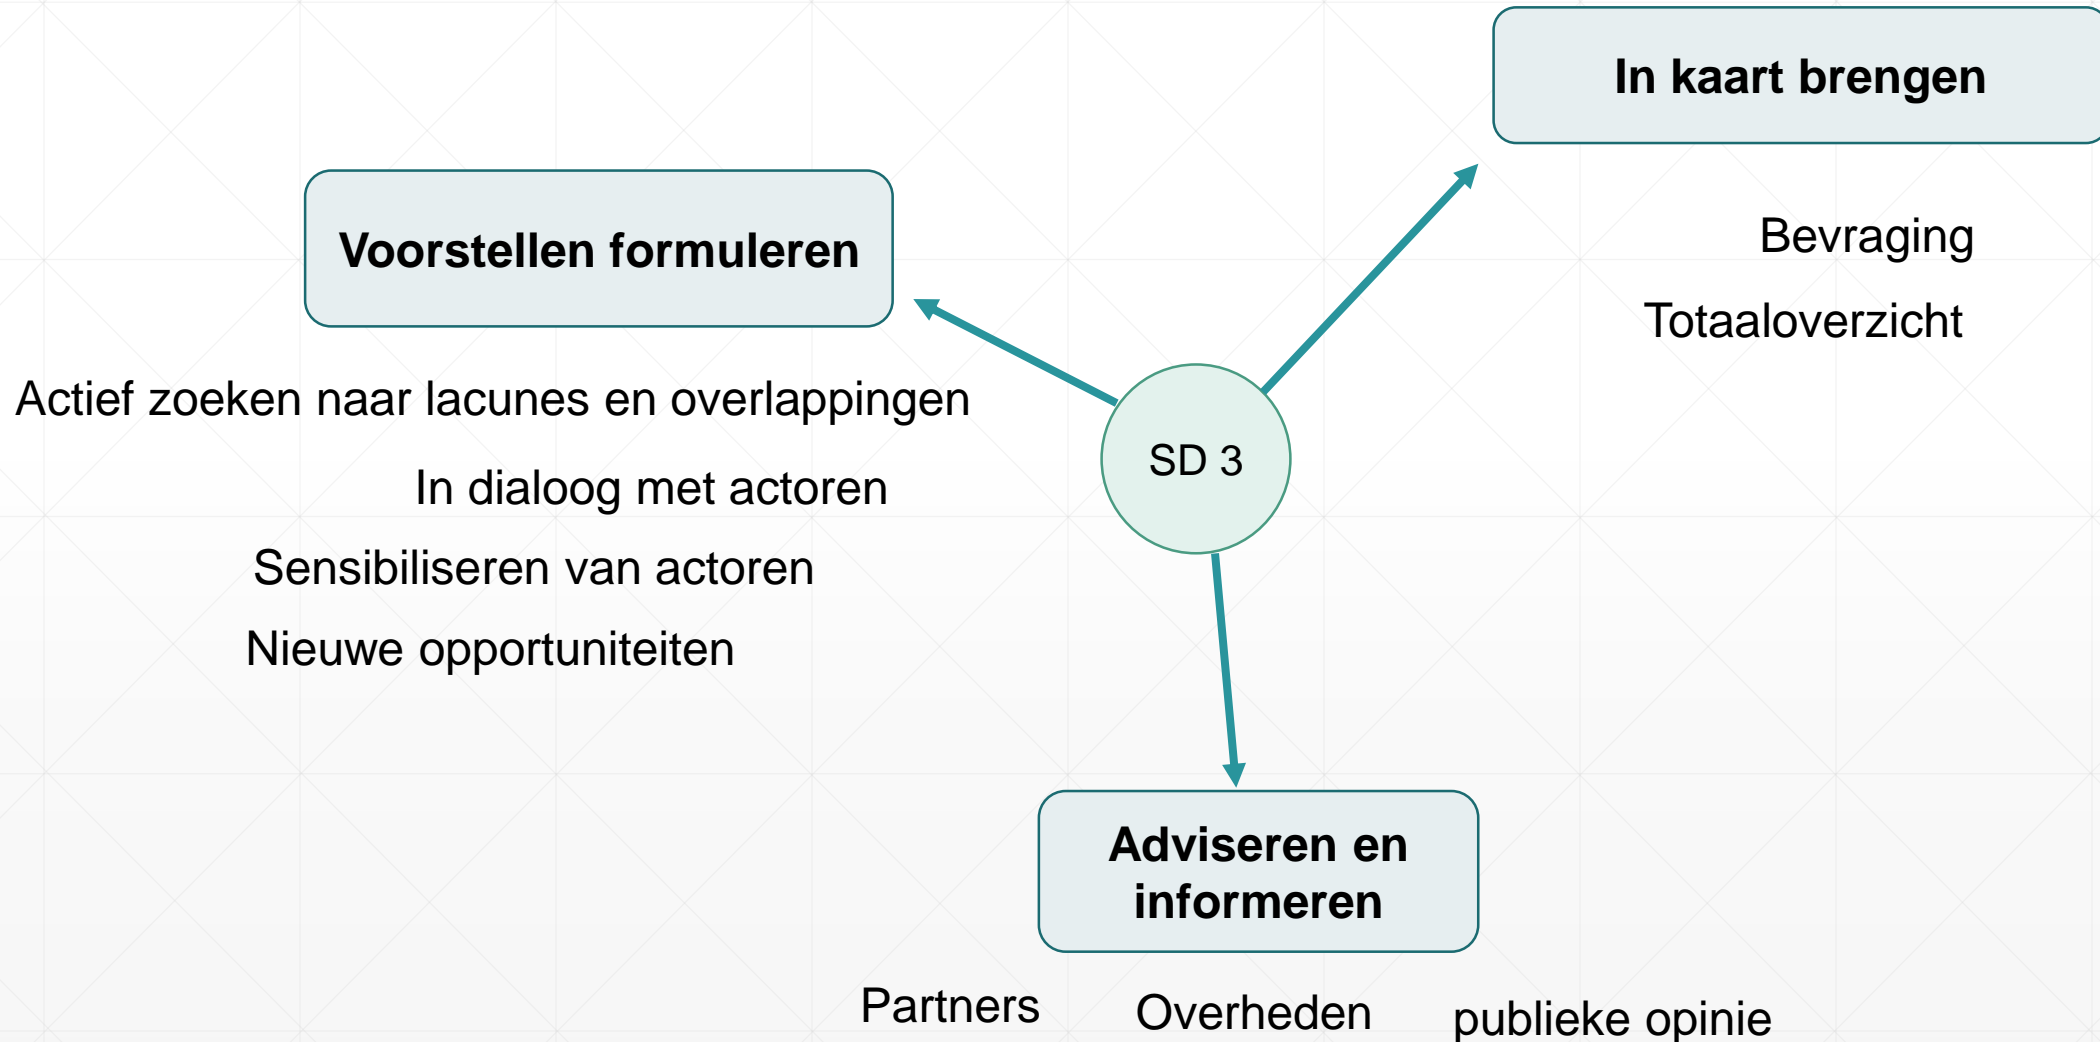 In kaart brengen
Bevraging
Totaaloverzicht
Voorstellen formuleren
Actief zoeken naar lacunes en overlappingen
In dialoog met actoren
Sensibiliseren van actoren
Nieuwe opportuniteiten
SD 3
Adviseren en
informeren
Partners
Overheden
publieke opinie